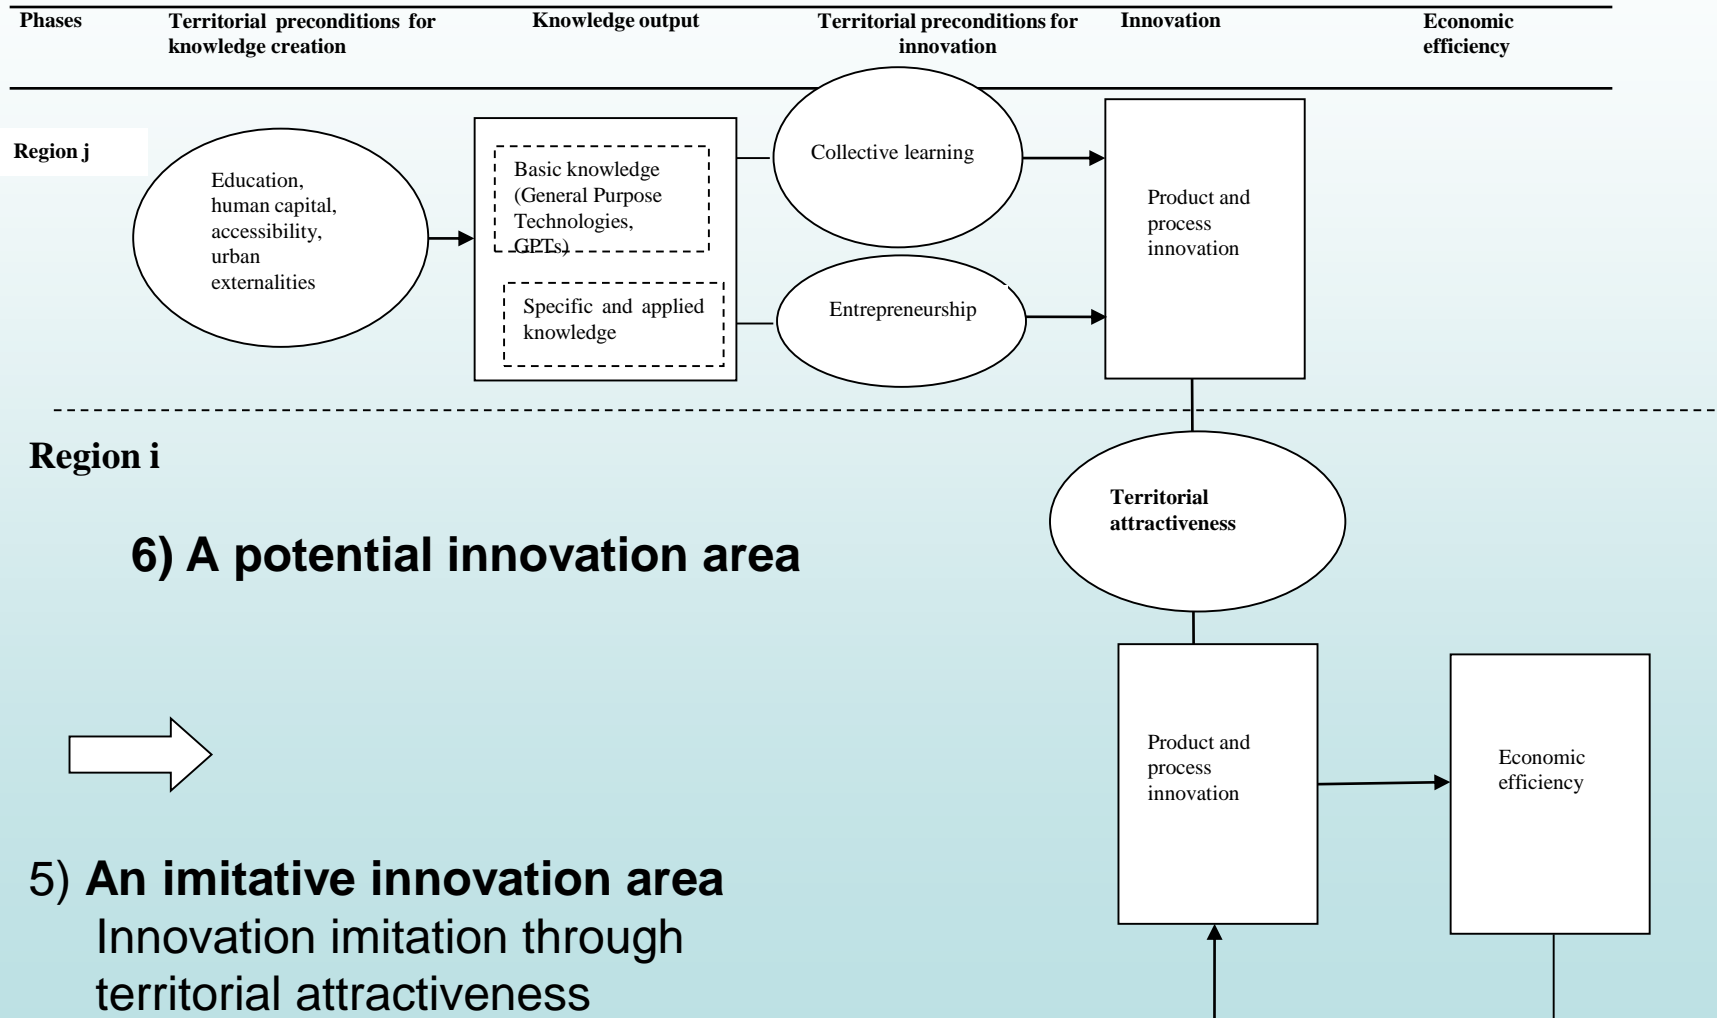 Phases
Territorial preconditions for
knowledge creation
Knowledge output
Territorial preconditions for
innovation
Innovation
Economic
efficiency
Region j
Education,
human capital,
accessibility,
urban
externalities
Basic knowledge
(General Purpose
Technologies,
GPTs)
Specific and applied
knowledge
Collective learning
Entrepreneurship
Product and
process
innovation
Region i
Territorial
attractiveness
6) A potential innovation area
Product and
process
innovation
Economic
efficiency
5) An imitative innovation area
Innovation imitation through
territorial attractiveness